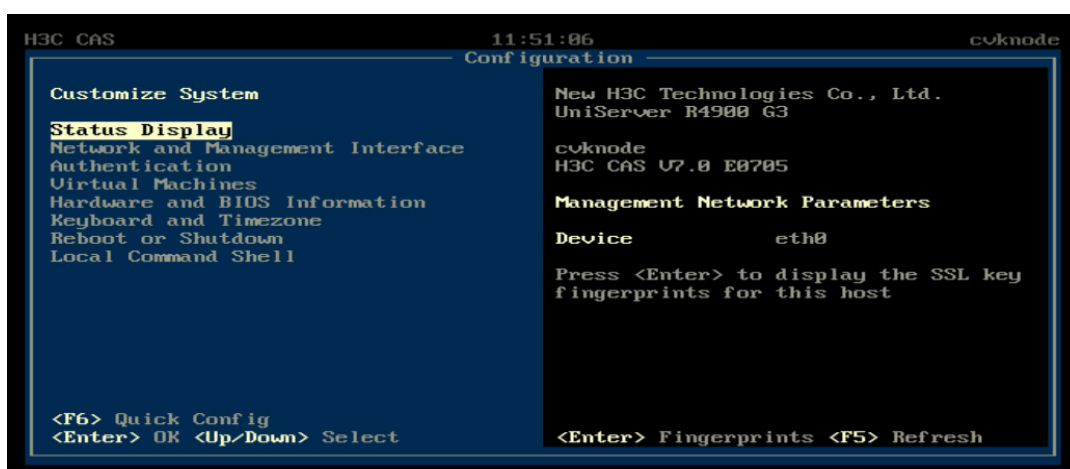 H3C CAS 11:51:06 cvknode
Configuration
Customize System
Status Display
Network and Management Interface
Authentication
Virtual Machines
Hardware and BIOS Information
Keyboard and Timezone
Reboot or Shutdown
Local Command Shell
<F6> Quick Config
<Enter> OK <Up/Down> Select
New H3C Technologies Co., Ltd.
UniServer R4900 G3
cvknode
H3C CAS V7.0 E0705
Management Network Parameters
Device eth0
Press <Enter> to display the SSL key
fingerprints for this host
<Enter> Fingerprints <F5> Refresh